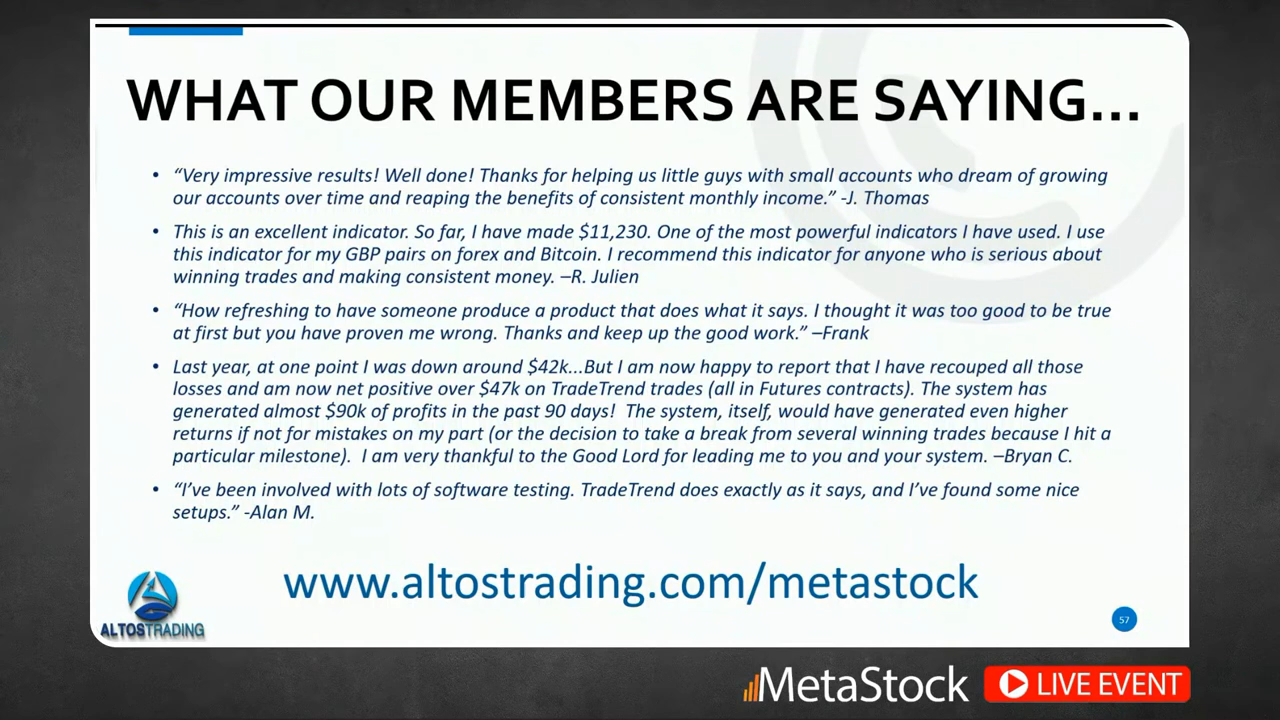 WHAT OUR MEMBERS ARE SAYING...
• “Very impressive results! Well done! Thanks for helping us little guys with small accounts who dream of growing
our accounts over time and reaping the benefits of consistent monthly income.” -J. Thomas
• This is an excellent indicator. So far, I have made $11,230. One of the most powerful indicators I have used. I use
this indicator for my GBP pairs on forex and Bitcoin. I recommend this indicator for anyone who is serious about
winning trades and making consistent money. –R. Julien
• “How refreshing to have someone produce a product that does what it says. I thought it was too good to be true
at first but you have proven me wrong. Thanks and keep up the good work.” –Frank
• Last year, at one point I was down around $42k...But I am now happy to report that I have recouped all those
losses and am now net positive over $47k on TradeTrend trades (all in Futures contracts). The system has
generated almost $90k of profits in the past 90 days!  The system, itself, would have generated even higher
returns if not for mistakes on my part (or the decision to take a break from several winning trades because I hit a
particular milestone).  I am very thankful to the Good Lord for leading me to you and your system. –Bryan C.
• “I’ve been involved with lots of software testing. TradeTrend does exactly as it says, and I’ve found some nice
setups.” -Alan M.
www.altostrading.com/metastock
ALTOSTRADING
57
MetaStock
LIVE EVENT